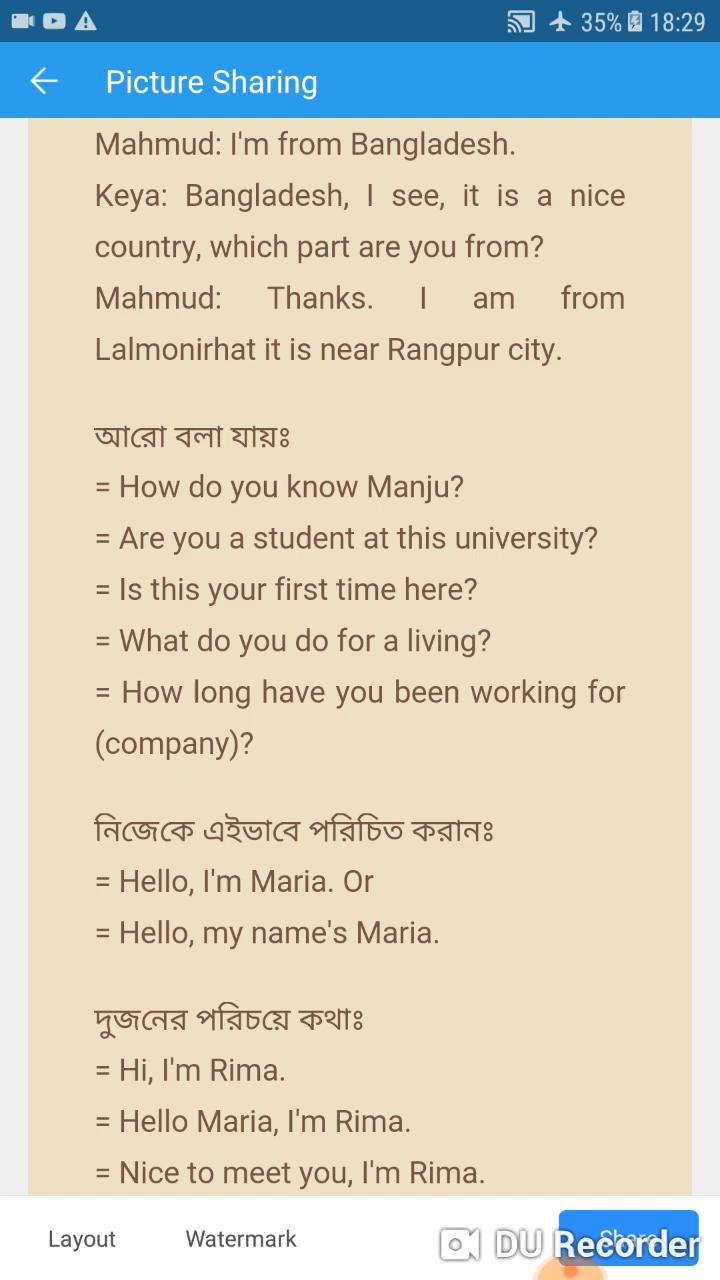 35% 18:29
Picture Sharing
Mahmud: I'm from Bangladesh.
Keya: Bangladesh, I see, it is a nice
country, which part are you from?
Mahmud: Thanks. I am from
Lalmonirhat it is near Rangpur city.
আরো বলা যায়ঃ
= How do you know Manju?
= Are you a student at this university?
= Is this your first time here?
= What do you do for a living?
= How long have you been working for
(company)?
নিজেকে এইভাবে পরিচিত করানঃ
= Hello, I'm Maria. Or
= Hello, my name's Maria.
দুজনের পরিচয়ে কথাঃ
= Hi, I'm Rima.
= Hello Maria, I'm Rima.
= Nice to meet you, I'm Rima.
Layout Watermark Share
DU Recorder